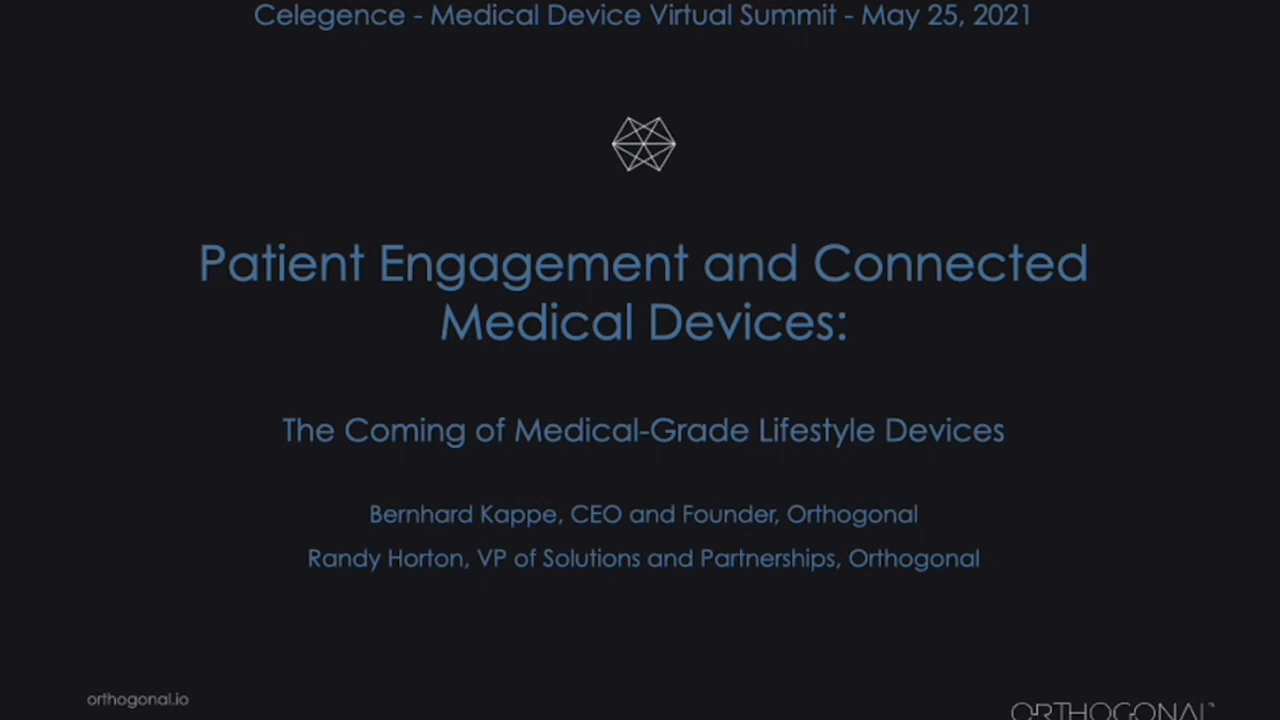 Celegence - Medical Device Virtual Summit - May 25, 2021
Patient Engagement and Connected
Medical Devices:
The Coming of Medical-Grade Lifestyle Devices
Bernhard Kappe, CEO and Founder, Orthogonal
Randy Horton, VP of Solutions and Partnerships, Orthogonal
orthogonal.io
ORTHOGONAL™